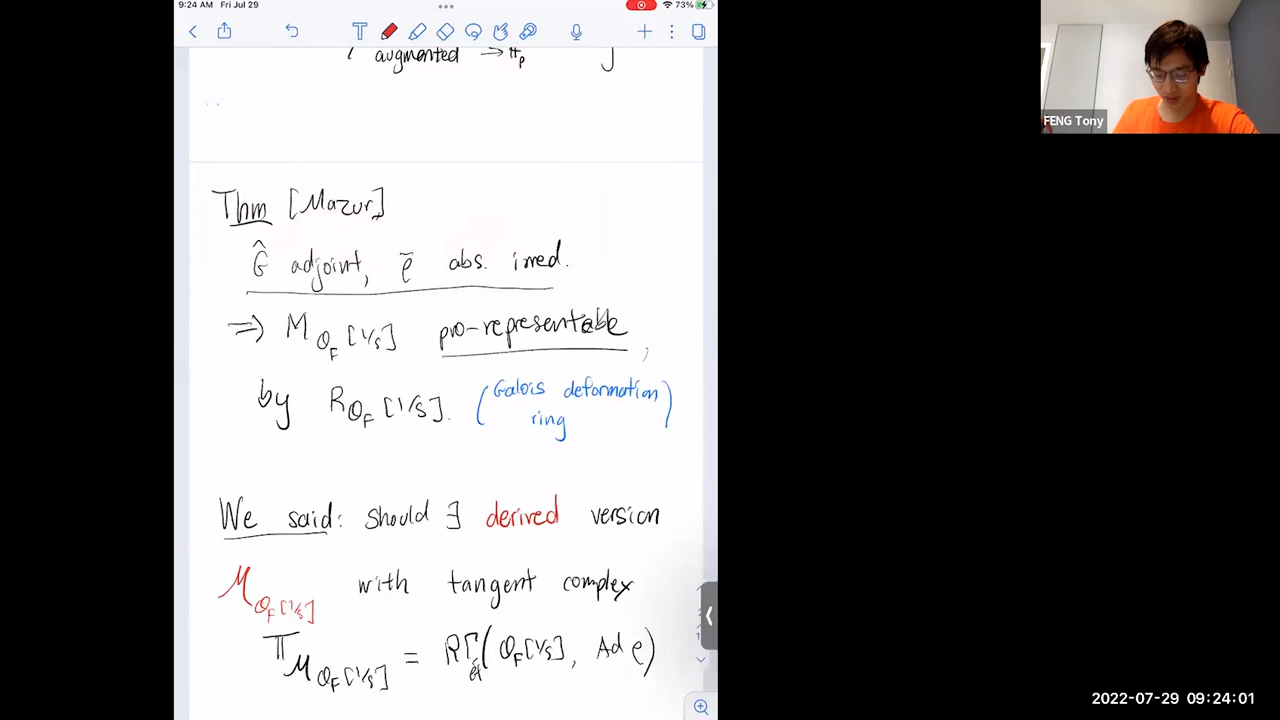 9:24 AM Fri Jul 29
73%
augmented → 𝔽_p
Thm [Mazur]
Ĝ adjoint, ρ̄ abs. irred.
⇒ M_{O_F[1/S]} pro-representable,
by R_{O_F[1/S]}. (Galois deformation
ring)
We said: should ∃ derived version
M_{O_F[1/S]} with tangent complex
𝕋_{M_{O_F[1/S]}} = RΓ_{ét}(O_F[1/S], Ad ρ)
FENG Tony
2022-07-29 09:24:01